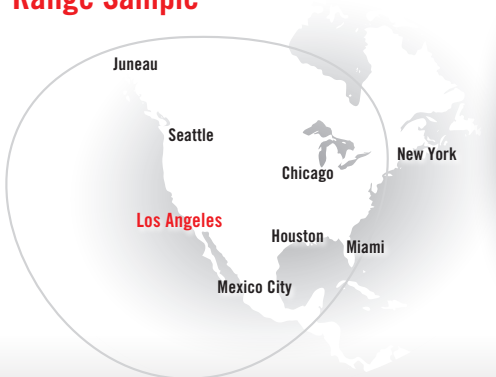 Range Sample
Juneau
Seattle
New York
Chicago
Los Angeles
Houston
Miami
Mexico City